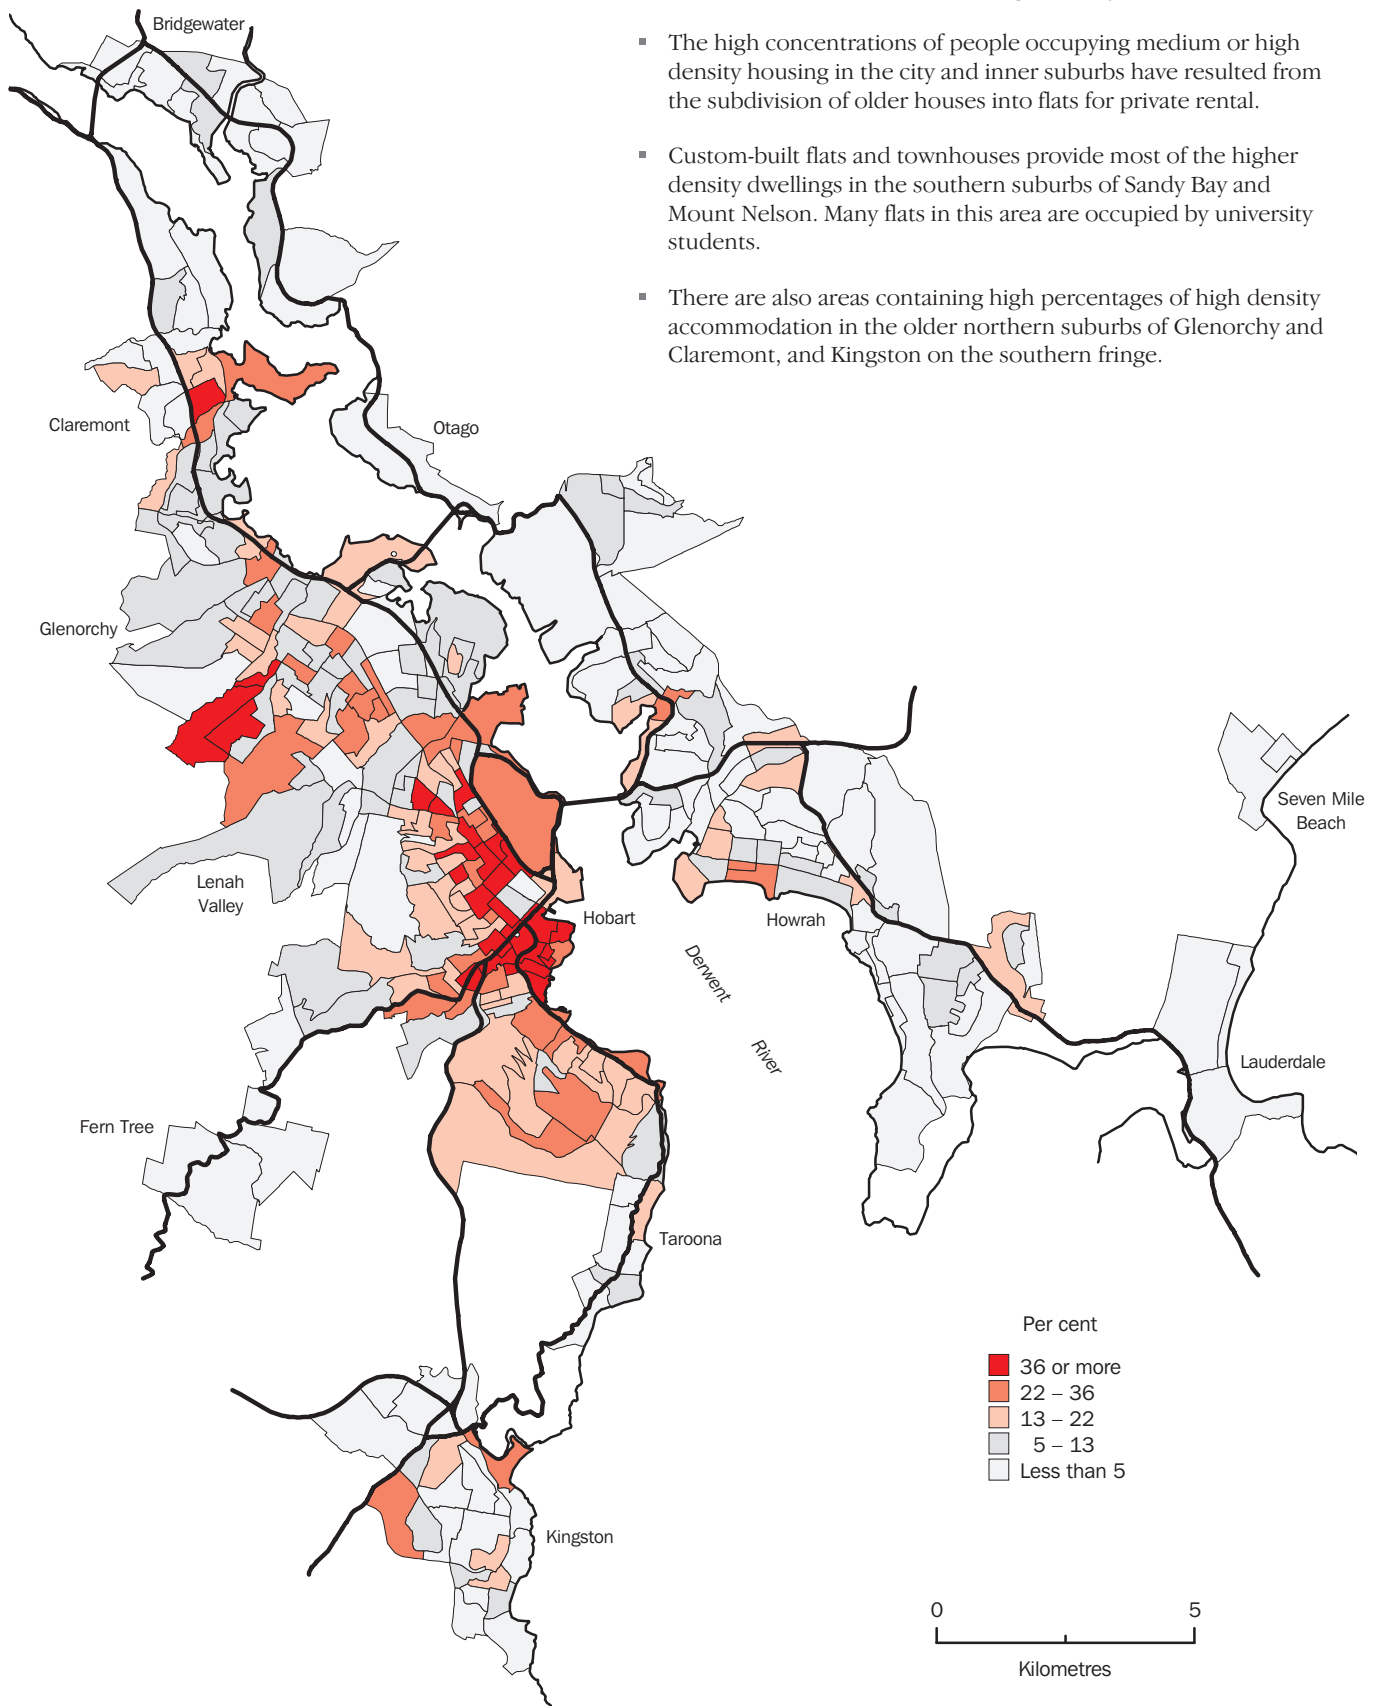 Bridgewater
▪ The high concentrations of people occupying medium or high
density housing in the city and inner suburbs have resulted from
the subdivision of older houses into flats for private rental.
▪ Custom-built flats and townhouses provide most of the higher
density dwellings in the southern suburbs of Sandy Bay and
Mount Nelson. Many flats in this area are occupied by university
students.
▪ There are also areas containing high percentages of high density
accommodation in the older northern suburbs of Glenorchy and
Claremont, and Kingston on the southern fringe.
Claremont
Otago
Glenorchy
Seven Mile
Beach
Lenah
Valley
Hobart
Howrah
Derwent
River
Lauderdale
Fern Tree
Taroona
Per cent
36 or more
22 – 36
13 – 22
5 – 13
Less than 5
Kingston
0 5
Kilometres